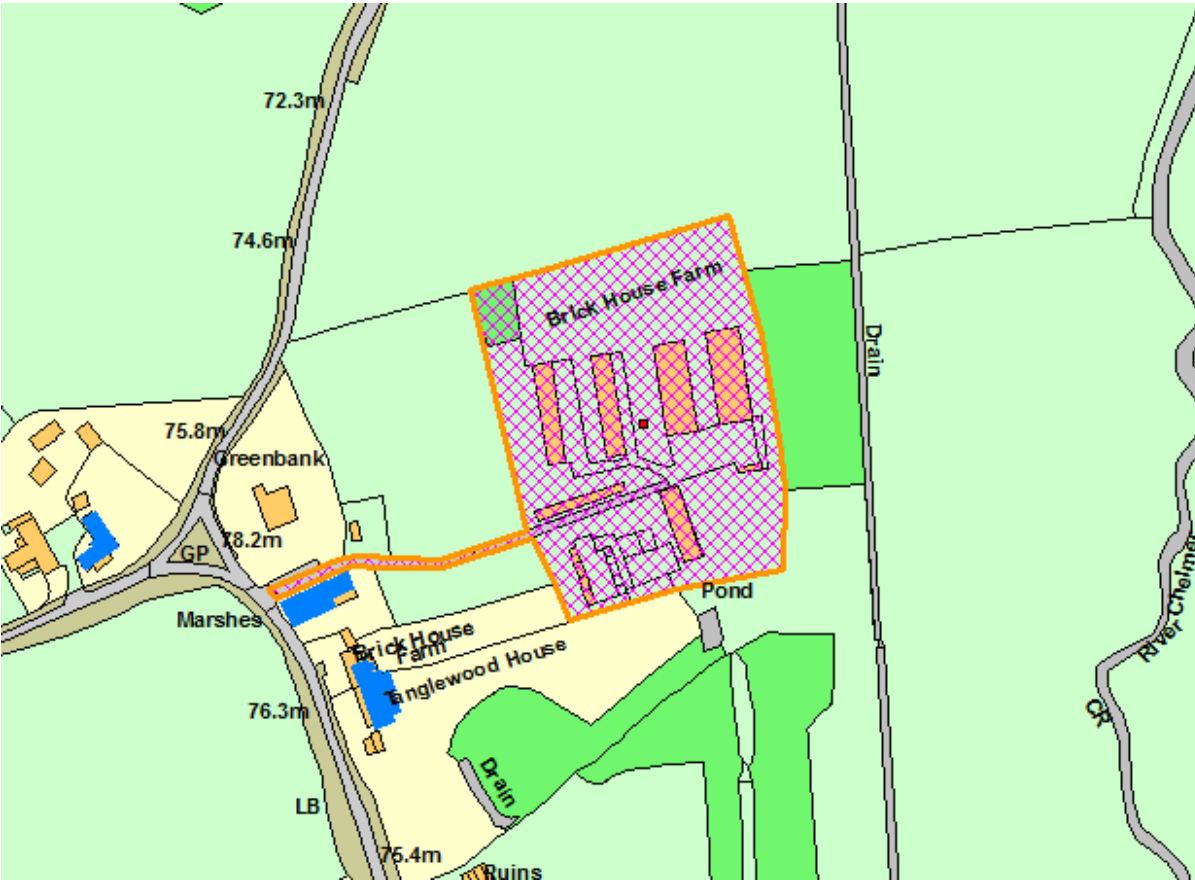 72.3m
74.6m
Brick House Farm
Drain
75.8m
Greenbank
78.2m
GP
Pond
Marshes
Brick House
Farm
Tanglewood House
River Chelmer
76.3m
CR
Drain
LB
75.4m
Ruins